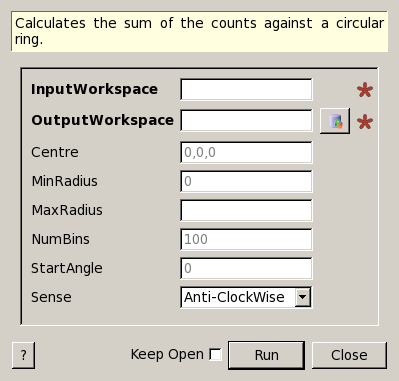 Calculates the sum of the counts against a circular
ring.
InputWorkspace *
OutputWorkspace *
Centre 0,0,0
MinRadius 0
MaxRadius
NumBins 100
StartAngle 0
Sense Anti-ClockWise
? Keep Open Run Close